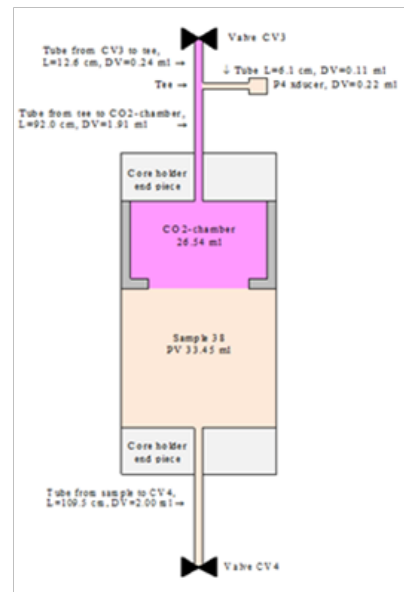 Valve CV3
Tube from CV3 to tee,
L=12.6 cm, DV=0.24 ml →
↓ Tube L=6.1 cm, DV=0.11 ml
Tee →
P4 nducer, DV=0.22 ml
Tube from tee to CO2-chamber,
L=92.0 cm, DV=1.91 ml →
Core holder
end piece
CO2-chamber
26.54 ml
Sample 38
PV 33.45 ml
Core holder
end piece
Tube from sample to CV4,
L=109.5 cm, DV=2.00 ml →
Valve CV4